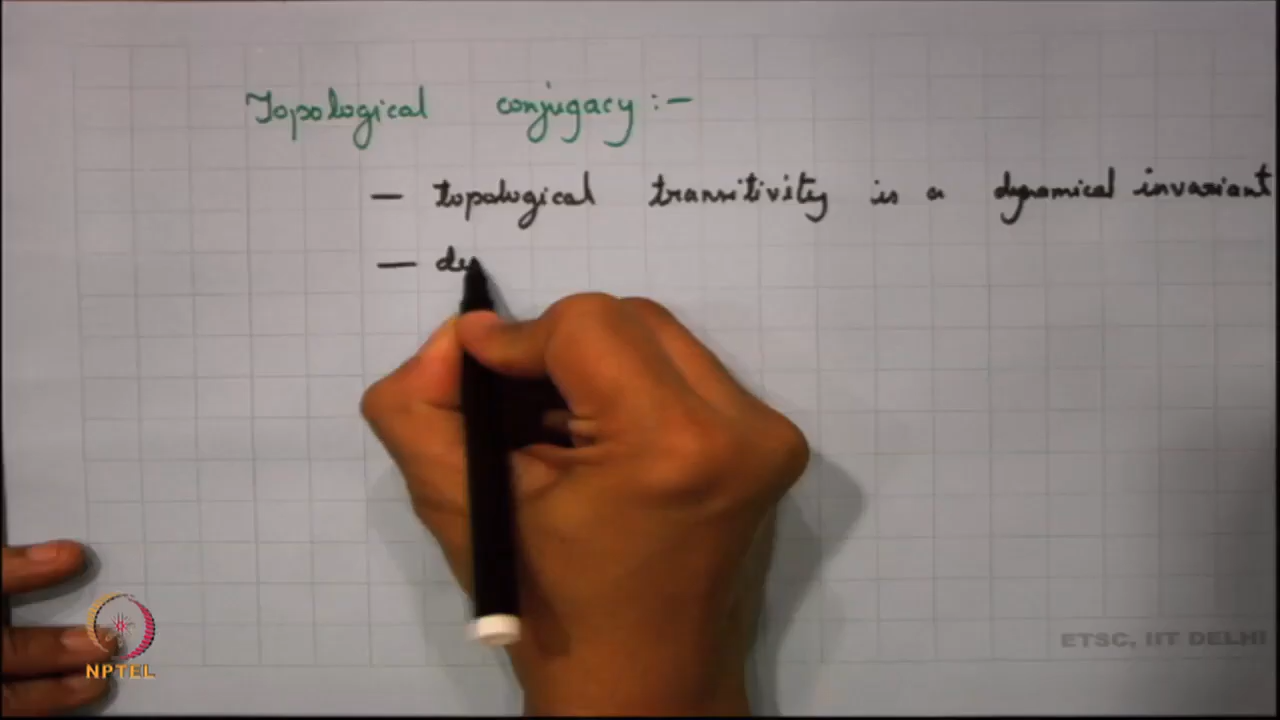 Topological conjugacy :-
— topological transitivity is a dynamical invariant
—
NPTEL
ETSC, IIT DELHI